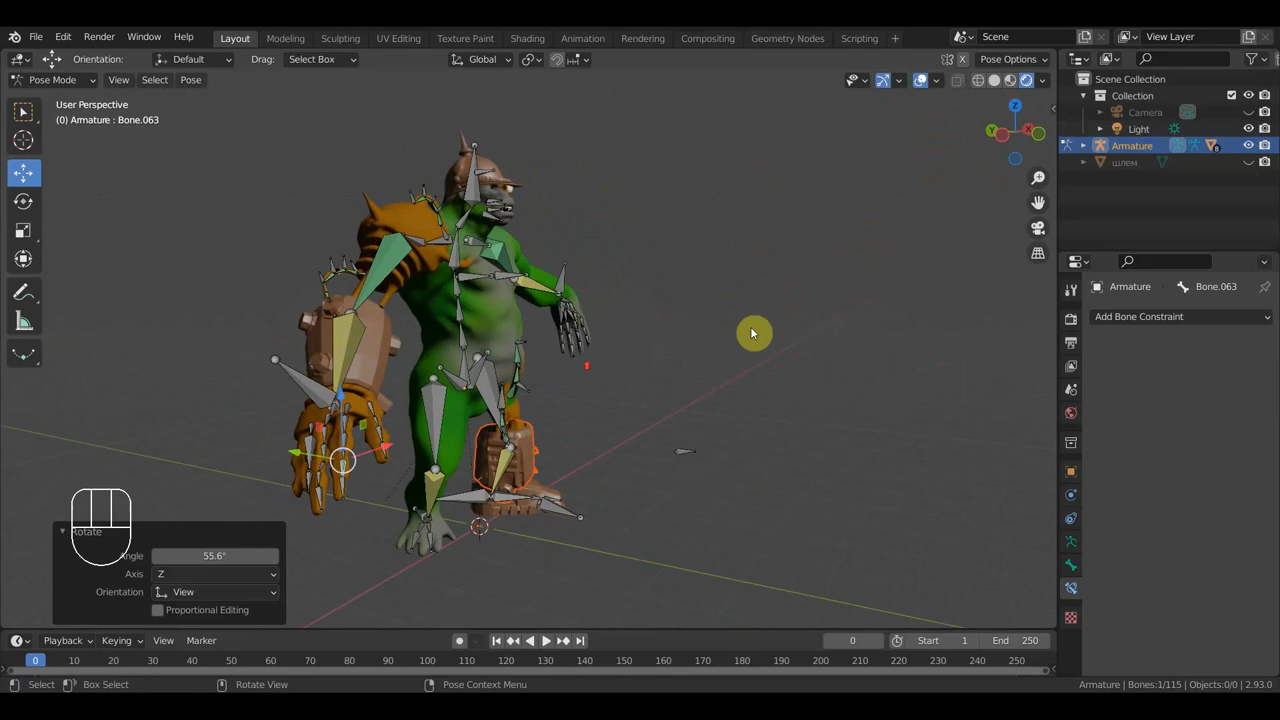 File Edit Render Window Help Layout Modeling Sculpting UV Editing Texture Paint Shading Animation Rendering Compositing Geometry Nodes Scripting + Scene View Layer
Orientation: Default Drag: Select Box Global X Pose Options
Pose Mode View Select Pose
User Perspective
(0) Armature : Bone.063
Scene Collection
Collection
Camera
Light
Armature 8
шлем
Z
Y
X
Armature Bone.063
Add Bone Constraint
Rotate
Angle 55.6°
Axis Z
Orientation View
Proportional Editing
Playback Keying View Marker 0 Start 1 End 250
0 10 20 30 40 50 60 70 80 90 100 110 120 130 140 150 160 170 180 190 200 210 220 230 240 250
Select Box Select Rotate View Pose Context Menu Armature | Bones:1/115 | Objects:0/0 | 2.93.0